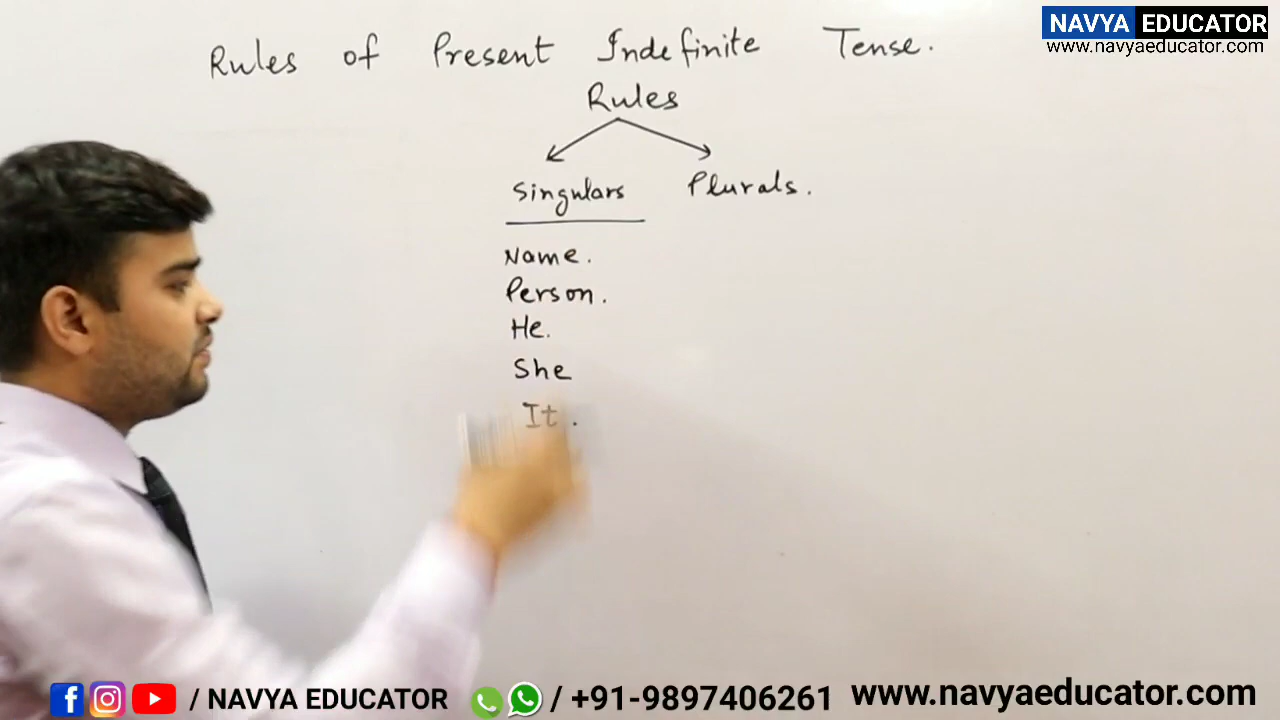 NAVYA EDUCATOR
www.navyaeducator.com
Rules of Present Indefinite Tense.
Rules
Singulars Plurals.
Name.
Person.
He.
She
It.
/ NAVYA EDUCATOR / +91-9897406261 www.navyaeducator.com